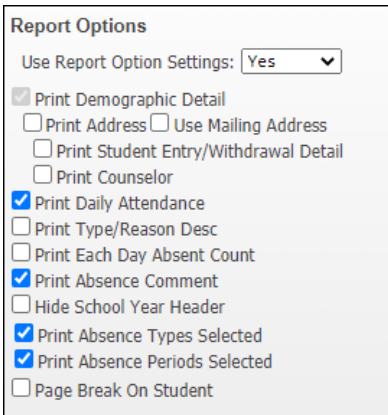 Report Options
Use Report Option Settings: Yes
Print Demographic Detail
Print Address Use Mailing Address
Print Student Entry/Withdrawal Detail
Print Counselor
Print Daily Attendance
Print Type/Reason Desc
Print Each Day Absent Count
Print Absence Comment
Hide School Year Header
Print Absence Types Selected
Print Absence Periods Selected
Page Break On Student